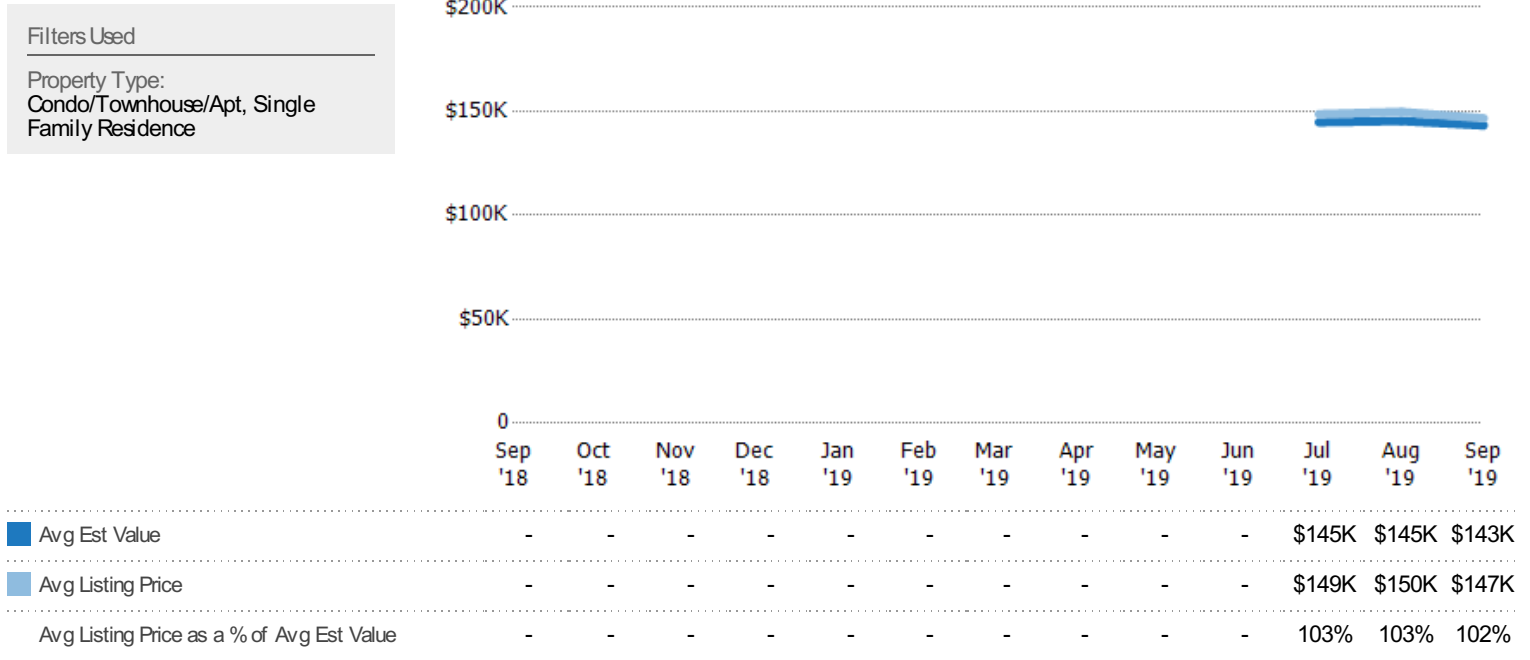 Filters Used
Property Type:
Condo/Townhouse/Apt, Single
Family Residence
$200K
$150K
$100K
$50K
0
Sep Oct Nov Dec Jan Feb Mar Apr May Jun Jul Aug Sep
'18 '18 '18 '18 '19 '19 '19 '19 '19 '19 '19 '19 '19
Avg Est Value - - - - - - - - - - $145K $145K $143K
Avg Listing Price - - - - - - - - - - $149K $150K $147K
Avg Listing Price as a % of Avg Est Value - - - - - - - - - - 103% 103% 102%